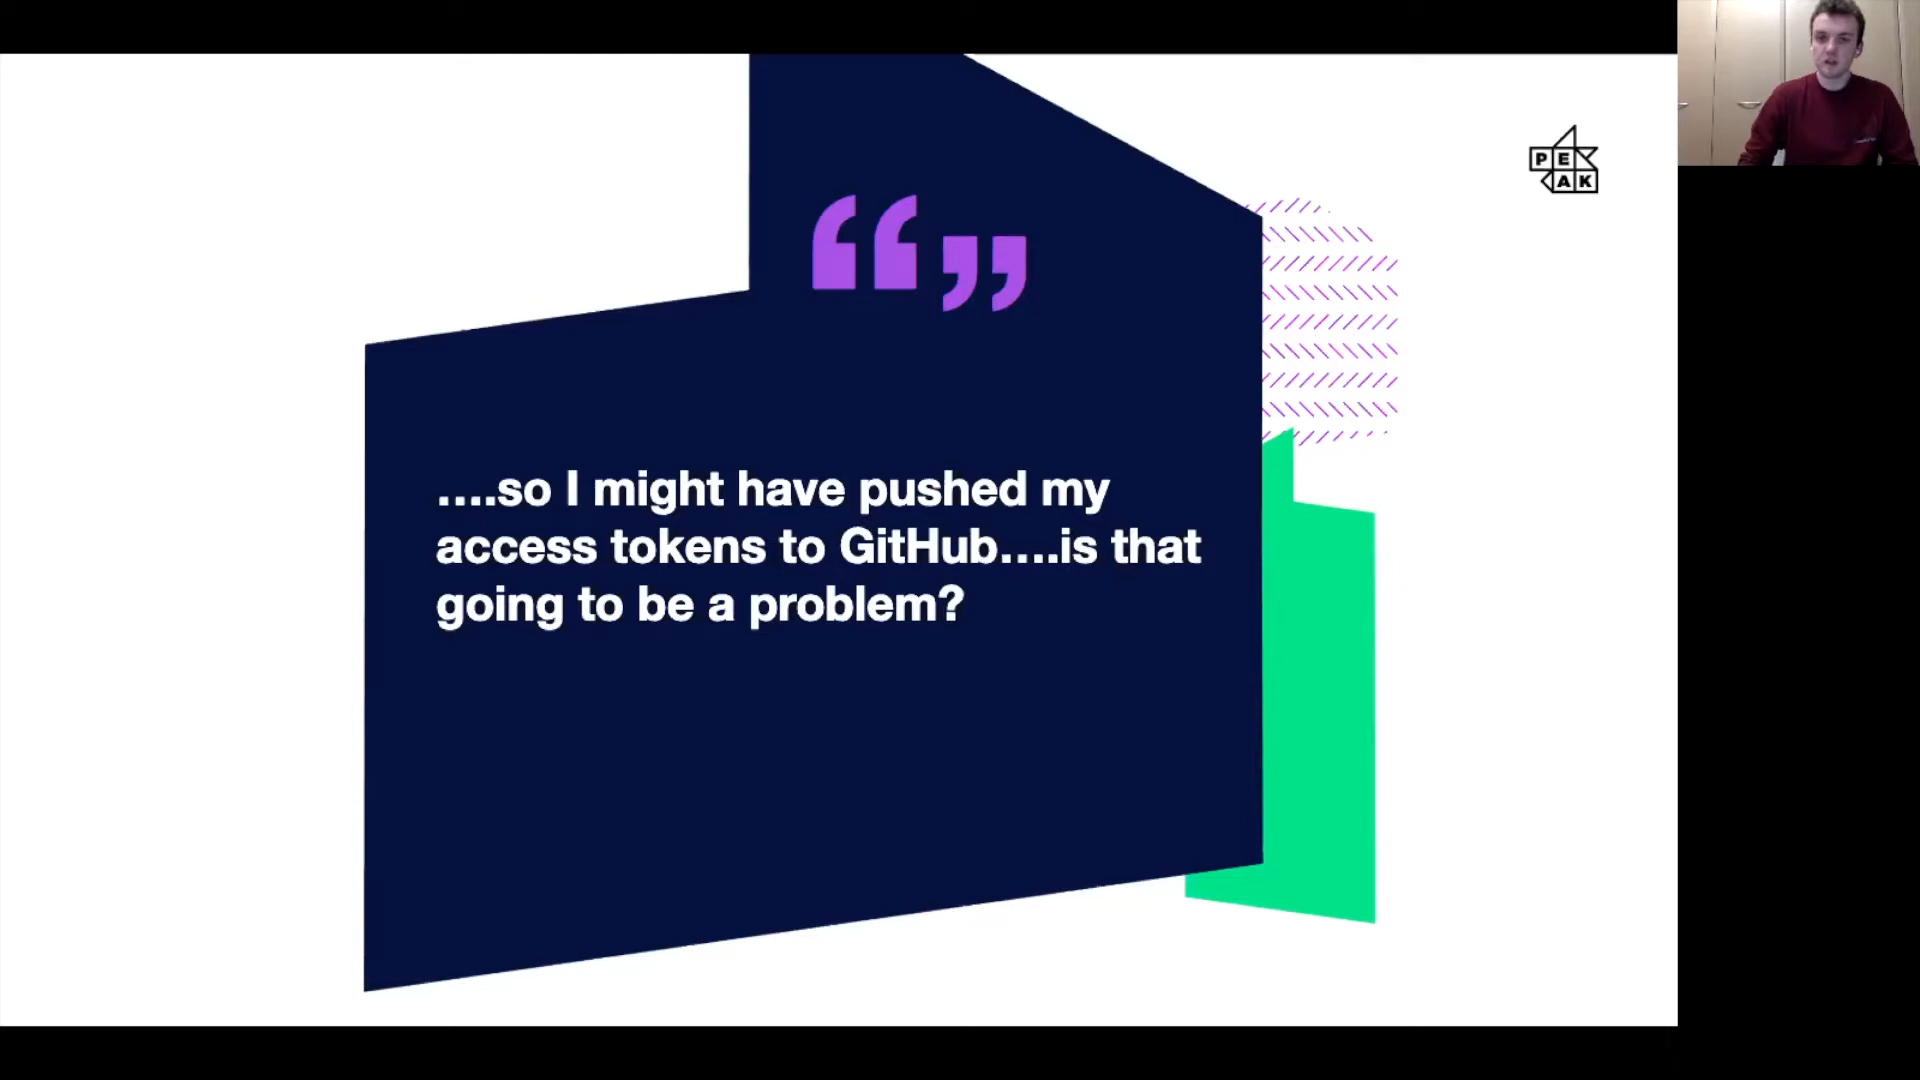 PE
AK
“„
….so I might have pushed my
access tokens to GitHub….is that
going to be a problem?